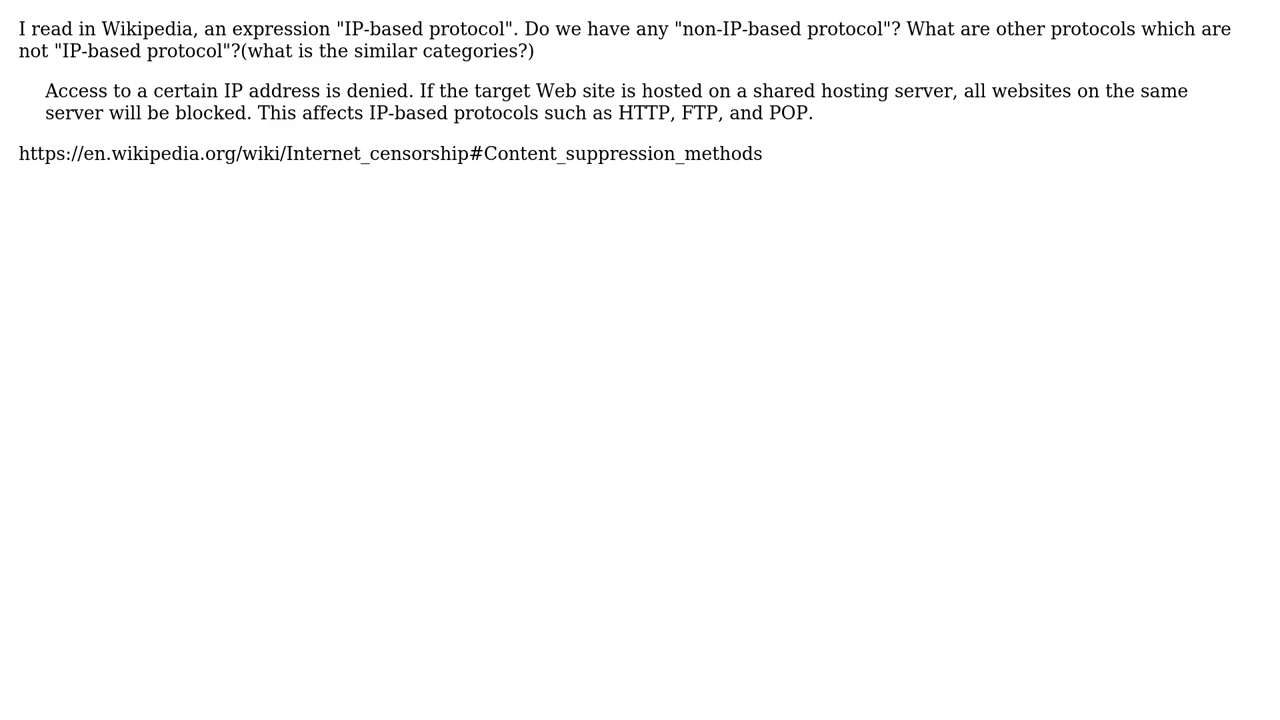 I read in Wikipedia, an expression "IP-based protocol". Do we have any "non-IP-based protocol"? What are other protocols which are
not "IP-based protocol"?(what is the similar categories?)
Access to a certain IP address is denied. If the target Web site is hosted on a shared hosting server, all websites on the same
server will be blocked. This affects IP-based protocols such as HTTP, FTP, and POP.
https://en.wikipedia.org/wiki/Internet_censorship#Content_suppression_methods